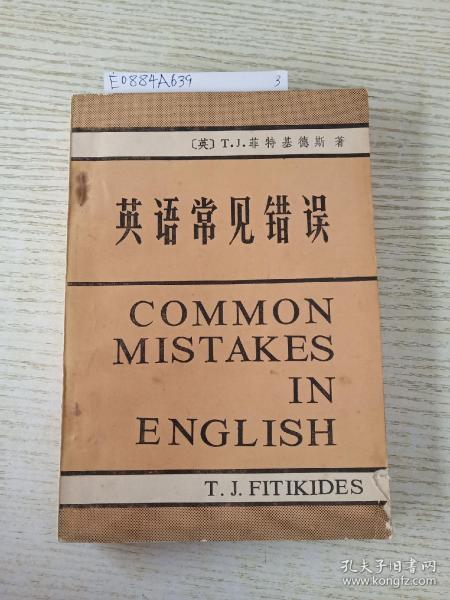 E0884A639 3
〔英〕T.J.菲特基德斯 著
英语常见错误
COMMON
MISTAKES
IN
ENGLISH
T. J. FITIKIDES
孔夫子旧书网
www.kongfz.com